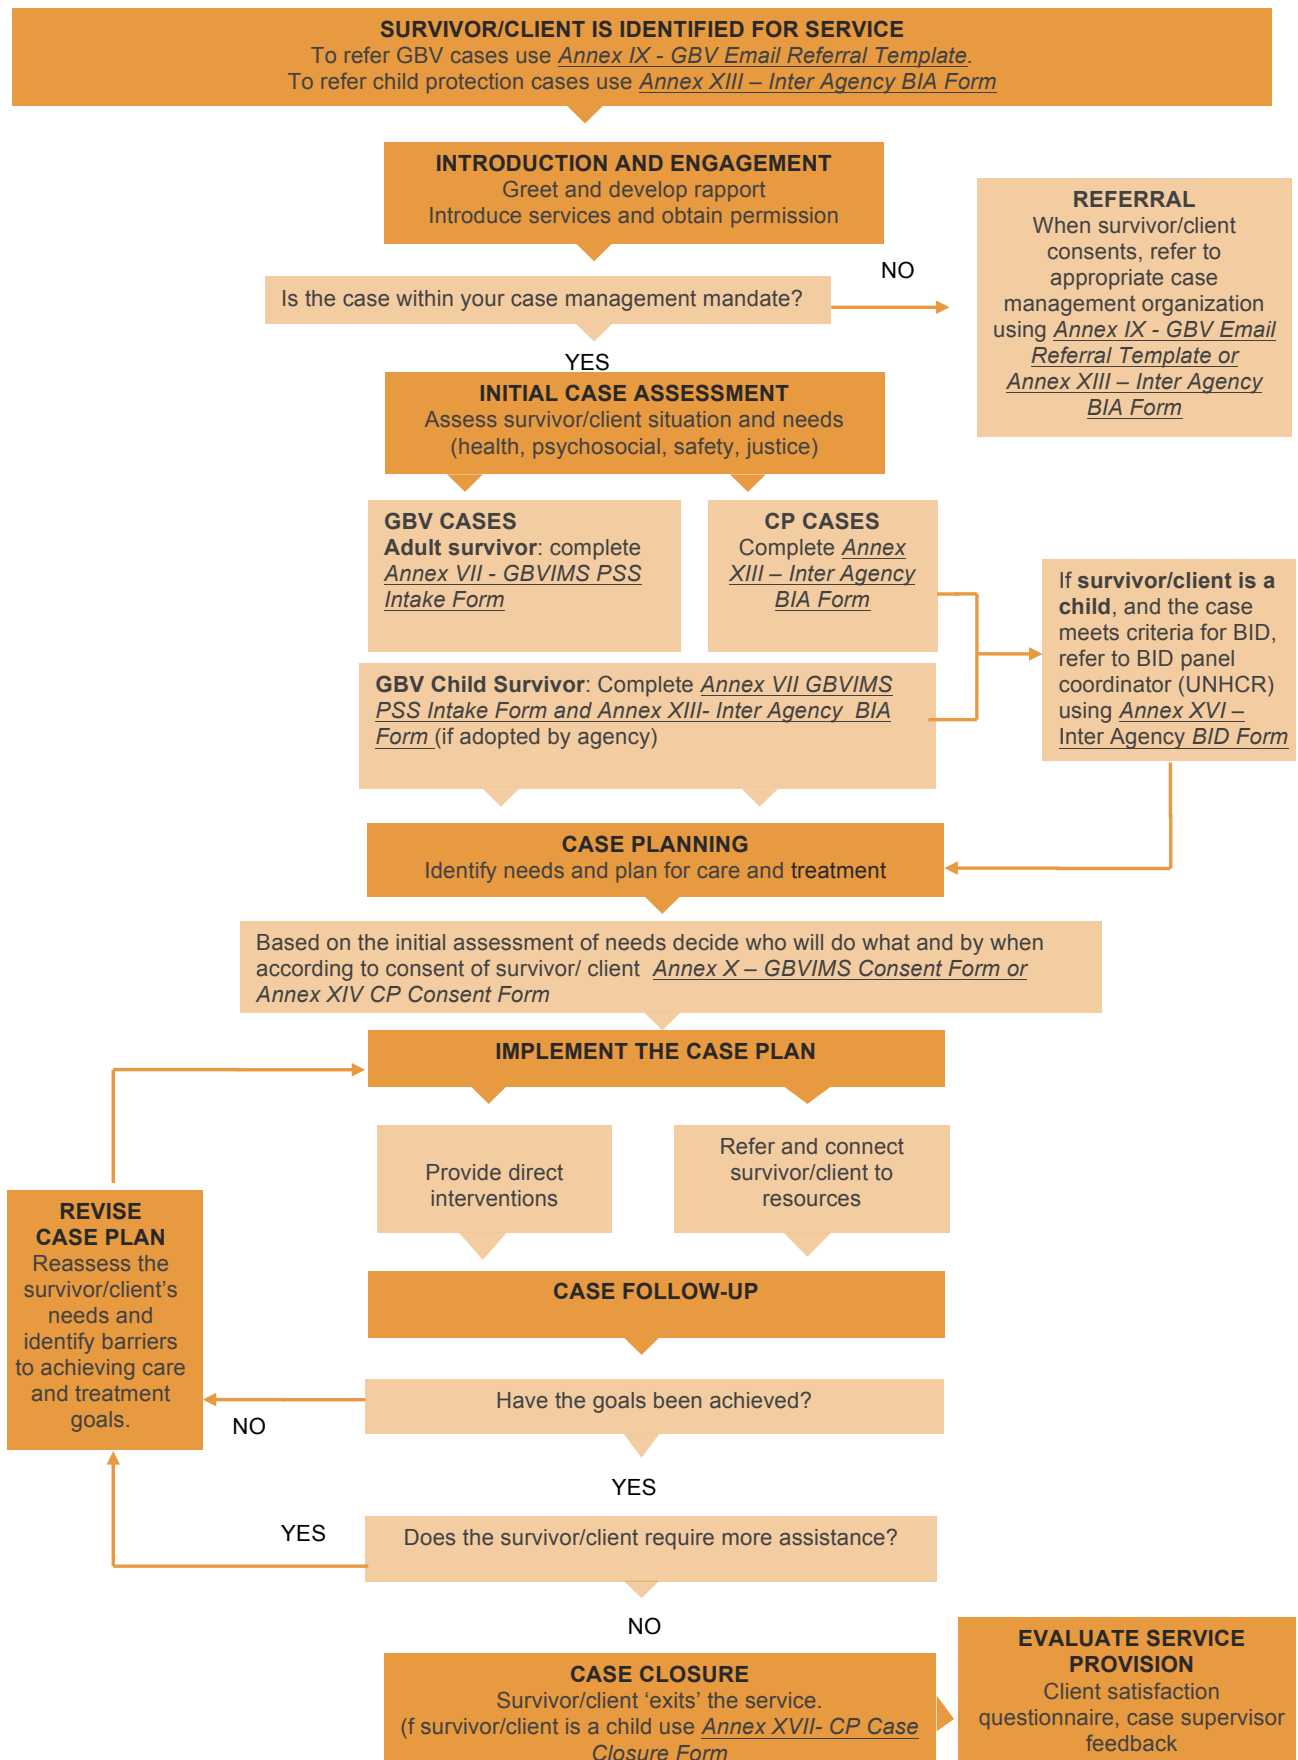 SURVIVOR/CLIENT IS IDENTIFIED FOR SERVICE
To refer GBV cases use Annex IX - GBV Email Referral Template.
To refer child protection cases use Annex XIII – Inter Agency BIA Form
INTRODUCTION AND ENGAGEMENT
Greet and develop rapport
Introduce services and obtain permission
REFERRAL
When survivor/client
consents, refer to
appropriate case
management organization
using Annex IX - GBV Email
Referral Template or
Annex XIII – Inter Agency
BIA Form
NO
Is the case within your case management mandate?
YES
INITIAL CASE ASSESSMENT
Assess survivor/client situation and needs
(health, psychosocial, safety, justice)
GBV CASES
Adult survivor: complete
Annex VII - GBVIMS PSS
Intake Form
CP CASES
Complete Annex
XIII – Inter Agency
BIA Form
If survivor/client is a
child, and the case
meets criteria for BID,
refer to BID panel
coordinator (UNHCR)
using Annex XVI –
Inter Agency BID Form
GBV Child Survivor: Complete Annex VII GBVIMS
PSS Intake Form and Annex XIII- Inter Agency BIA
Form (if adopted by agency)
CASE PLANNING
Identify needs and plan for care and treatment
Based on the initial assessment of needs decide who will do what and by when
according to consent of survivor/ client Annex X – GBVIMS Consent Form or
Annex XIV CP Consent Form
IMPLEMENT THE CASE PLAN
Provide direct
interventions
Refer and connect
survivor/client to
resources
REVISE
CASE PLAN
Reassess the
survivor/client's
needs and
identify barriers
to achieving care
and treatment
goals.
CASE FOLLOW-UP
Have the goals been achieved?
NO
YES
YES
Does the survivor/client require more assistance?
NO
CASE CLOSURE
Survivor/client 'exits' the service.
(f survivor/client is a child use Annex XVII- CP Case
Closure Form
EVALUATE SERVICE
PROVISION
Client satisfaction
questionnaire, case supervisor
feedback